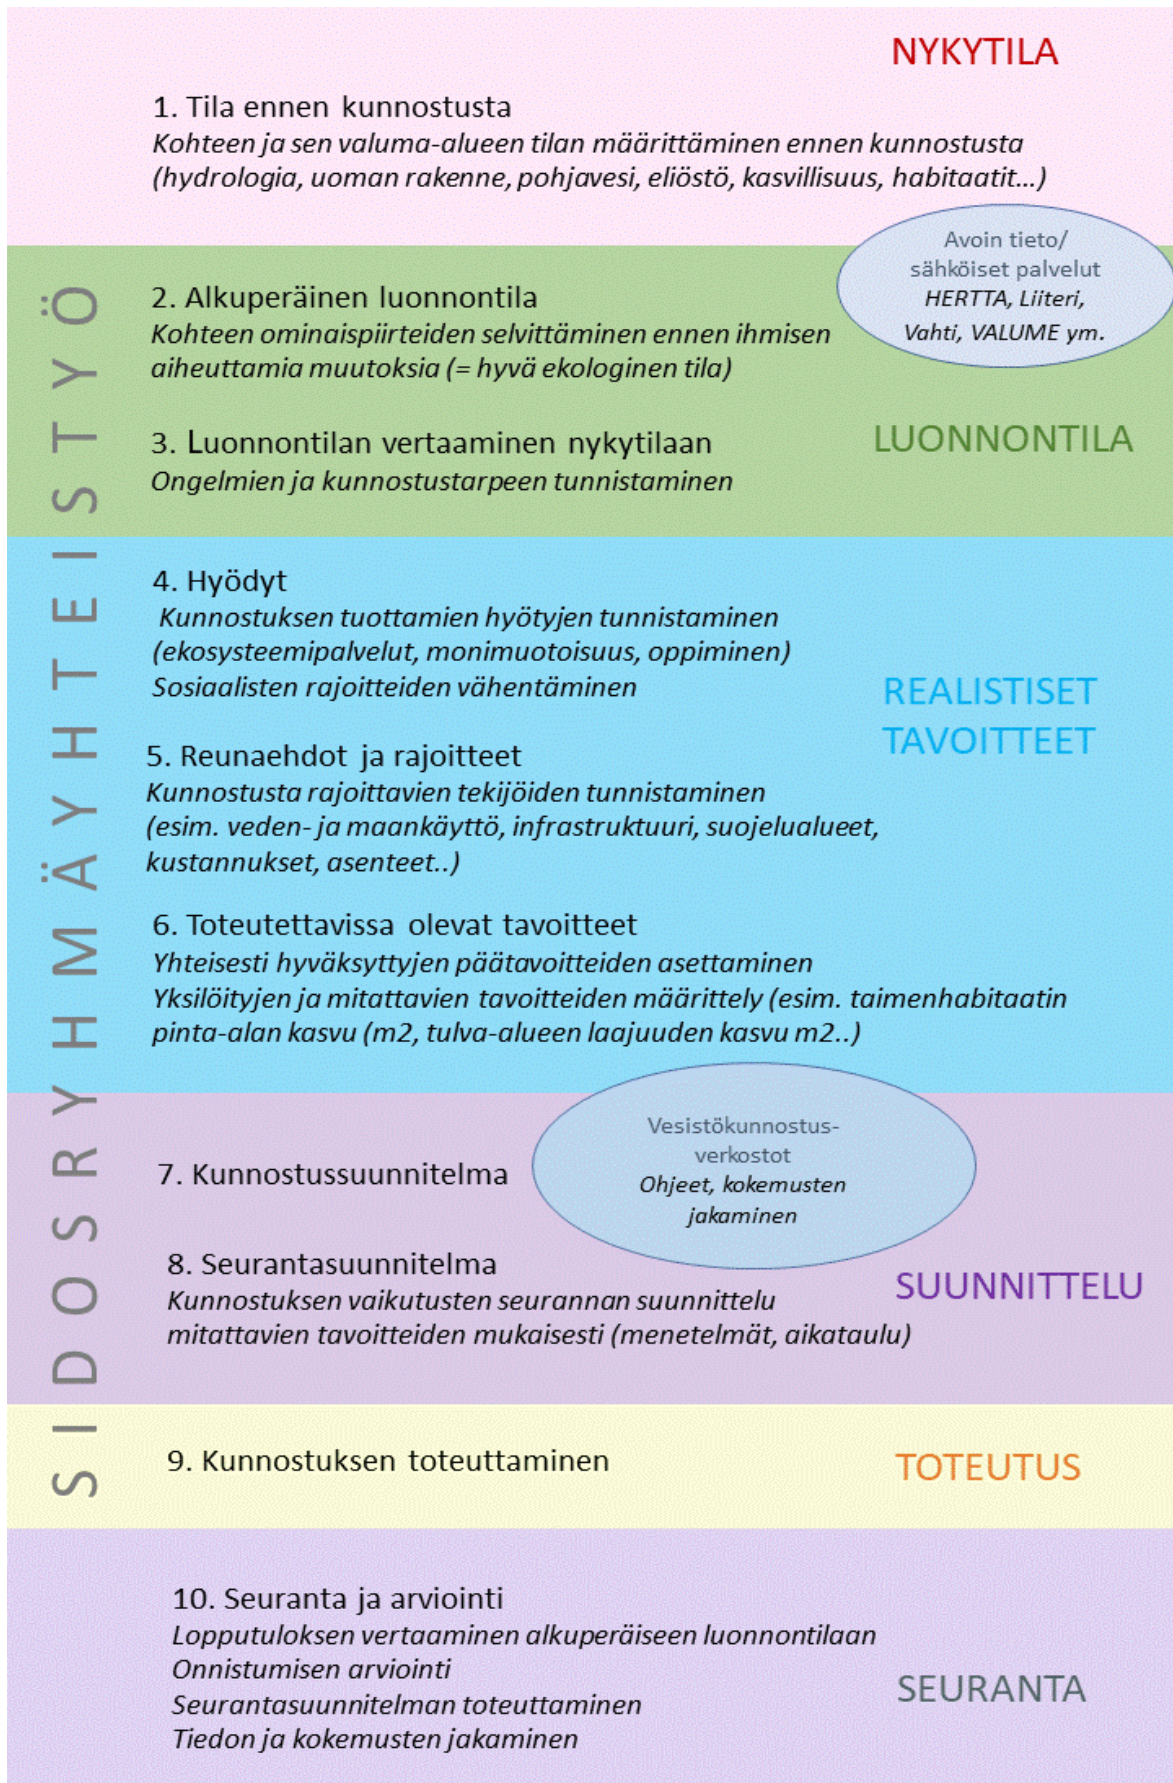 NYKYTILA
1. Tila ennen kunnostusta
Kohteen ja sen valuma-alueen tilan määrittäminen ennen kunnostusta
(hydrologia, uoman rakenne, pohjavesi, eliöstö, kasvillisuus, habitaatit...)
Avoin tieto/
sähköiset palvelut
HERTTA, Liiteri,
Vahti, VALUME ym.
2. Alkuperäinen luonnontila
Kohteen ominaispiirteiden selvittäminen ennen ihmisen
aiheuttamia muutoksia (= hyvä ekologinen tila)
3. Luonnontilan vertaaminen nykytilaan
Ongelmien ja kunnostustarpeen tunnistaminen
LUONNONTILA
4. Hyödyt
Kunnostuksen tuottamien hyötyjen tunnistaminen
(ekosysteemipalvelut, monimuotoisuus, oppiminen)
Sosiaalisten rajoitteiden vähentäminen
REALISTISET
TAVOITTEET
5. Reunaehdot ja rajoitteet
Kunnostusta rajoittavien tekijöiden tunnistaminen
(esim. veden- ja maankäyttö, infrastruktuuri, suojelualueet,
kustannukset, asenteet..)
6. Toteutettavissa olevat tavoitteet
Yhteisesti hyväksyttyjen päätavoitteiden asettaminen
Yksilöityjen ja mitattavien tavoitteiden määrittely (esim. taimenhabitaatin
pinta-alan kasvu (m2, tulva-alueen laajuuden kasvu m2..)
Vesistökunnostus-
verkostot
Ohjeet, kokemusten
jakaminen
7. Kunnostussuunnitelma
8. Seurantasuunnitelma
Kunnostuksen vaikutusten seurannan suunnittelu
mitattavien tavoitteiden mukaisesti (menetelmät, aikataulu)
SUUNNITTELU
9. Kunnostuksen toteuttaminen
TOTEUTUS
10. Seuranta ja arviointi
Lopputuloksen vertaaminen alkuperäiseen luonnontilaan
Onnistumisen arviointi
Seurantasuunnitelman toteuttaminen
Tiedon ja kokemusten jakaminen
SEURANTA
SIDOSRYHMÄYHTEISTYÖ